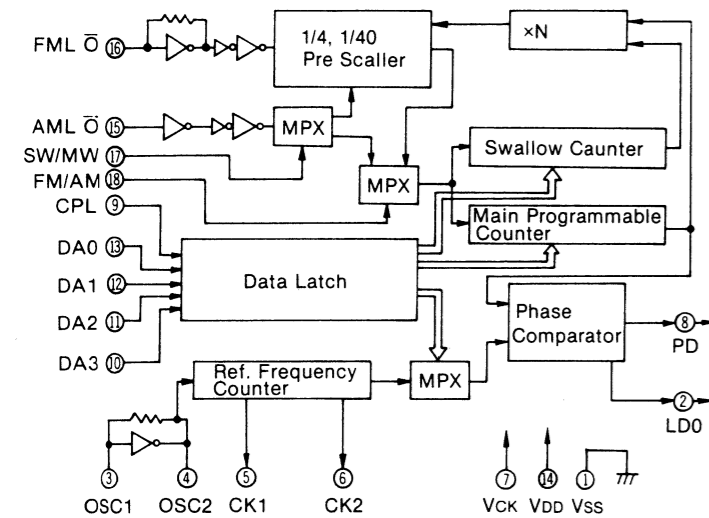 FML Ō 16
1/4, 1/40
Pre Scaller
×N
AML Ō 15
MPX
SW/MW 17
FM/AM 18
MPX
Swallow Caunter
CPL 9
Main Programmable
Counter
DA0 13
DA1 12
DA2 11
DA3 10
Data Latch
Phase
Comparator
8
PD
Ref. Frequency
Counter
MPX
2
LD0
3
OSC1
4
OSC2
5
CK1
6
CK2
7
VCK
14
VDD
1
VSS